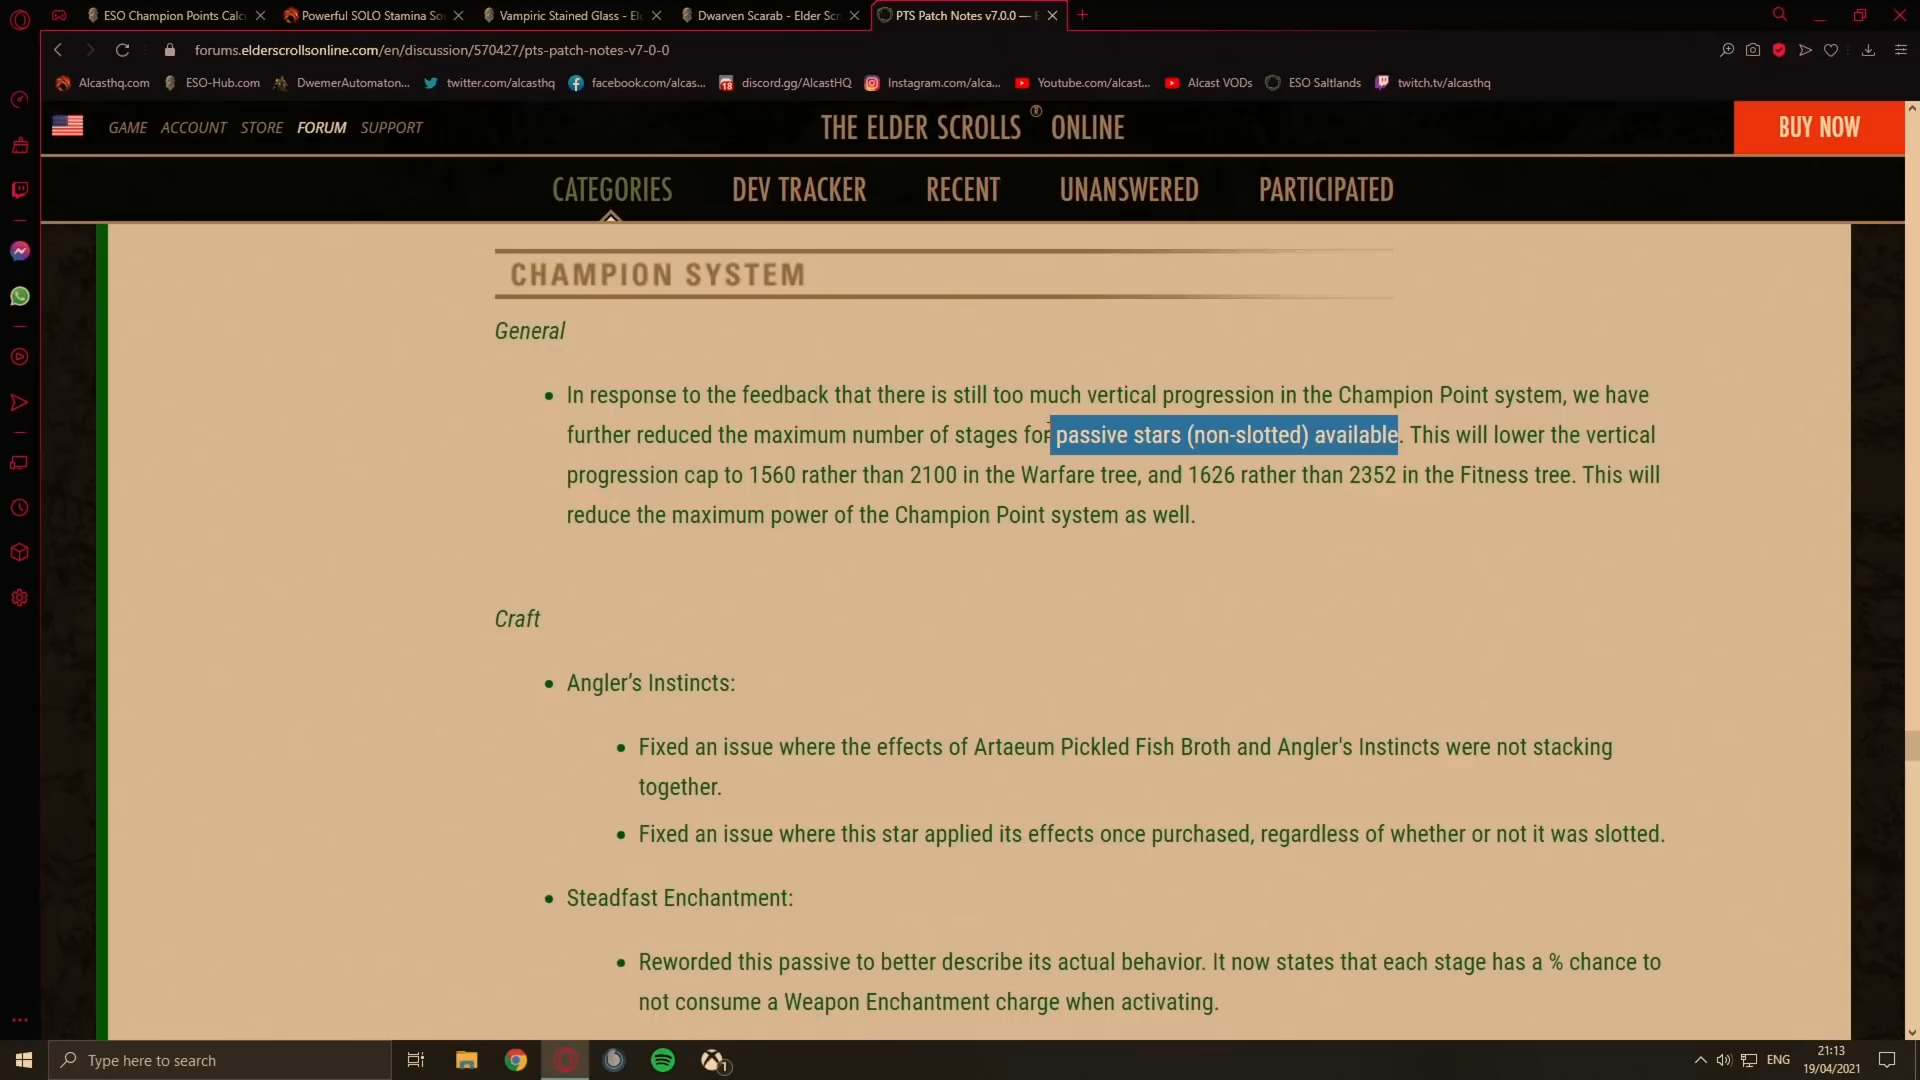 ESO Champion Points Calc
Powerful SOLO Stamina So
Vampiric Stained Glass - El
Dwarven Scarab - Elder Scr
PTS Patch Notes v7.0.0 — E
forums.elderscrollsonline.com/en/discussion/570427/pts-patch-notes-v7-0-0
Alcasthq.com
ESO-Hub.com
DwemerAutomaton...
twitter.com/alcasthq
facebook.com/alcas...
18
discord.gg/AlcastHQ
Instagram.com/alca...
Youtube.com/alcast...
Alcast VODs
ESO Saltlands
twitch.tv/alcasthq
GAME ACCOUNT STORE FORUM SUPPORT
THE ELDER SCROLLS ® ONLINE
BUY NOW
CATEGORIES DEV TRACKER RECENT UNANSWERED PARTICIPATED
CHAMPION SYSTEM
General
• In response to the feedback that there is still too much vertical progression in the Champion Point system, we have
further reduced the maximum number of stages for passive stars (non-slotted) available. This will lower the vertical
progression cap to 1560 rather than 2100 in the Warfare tree, and 1626 rather than 2352 in the Fitness tree. This will
reduce the maximum power of the Champion Point system as well.
Craft
• Angler’s Instincts:
• Fixed an issue where the effects of Artaeum Pickled Fish Broth and Angler's Instincts were not stacking
together.
• Fixed an issue where this star applied its effects once purchased, regardless of whether or not it was slotted.
• Steadfast Enchantment:
• Reworded this passive to better describe its actual behavior. It now states that each stage has a % chance to
not consume a Weapon Enchantment charge when activating.
Type here to search
1
ENG
21:13
19/04/2021